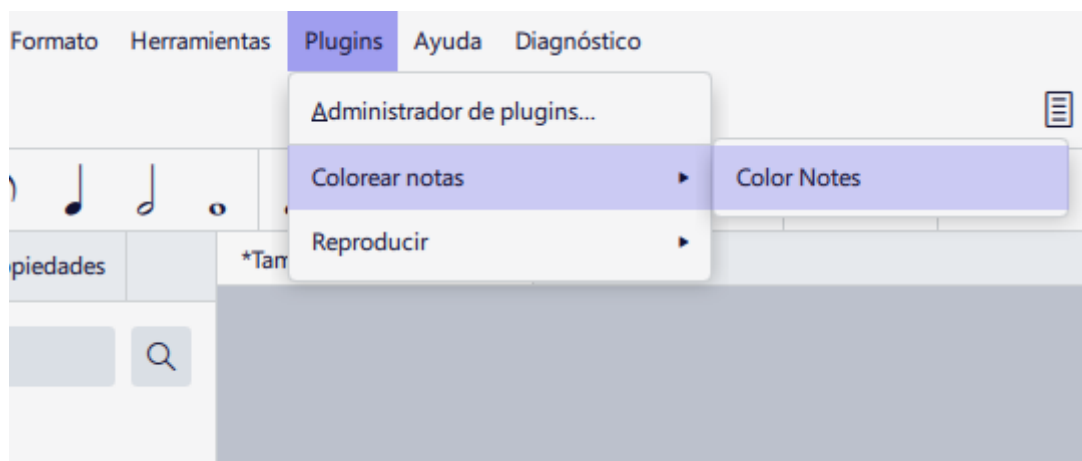 Formato Herramientas Plugins Ayuda Diagnóstico
Administrador de plugins...
Colorear notas Color Notes
Reproducir
piedades *Tam